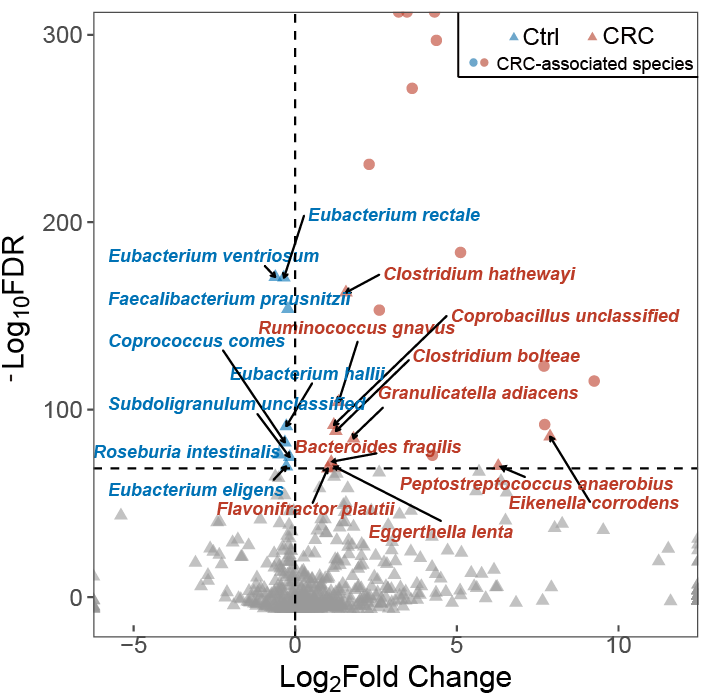 300
Ctrl CRC
CRC-associated species
200
Eubacterium rectale
Eubacterium ventriosum
Clostridium hathewayi
Faecalibacterium prausnitzii
Coprobacillus unclassified
Ruminococcus gnavus
Coprococcus comes
Clostridium bolteae
Eubacterium hallii
Granulicatella adiacens
Subdoligranulum unclassified
100
Bacteroides fragilis
Roseburia intestinalis
Peptostreptococcus anaerobius
Eubacterium eligens
Eikenella corrodens
Flavonifractor plautii
Eggerthella lenta
0
-Log10FDR
−5 0 5 10
Log2Fold Change